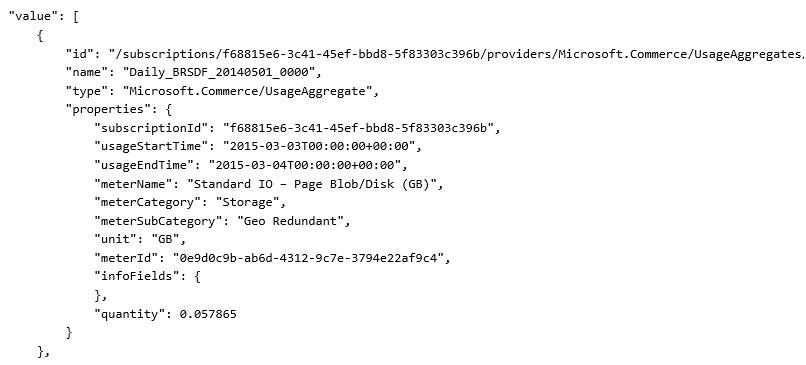 "value": [
{
"id": "/subscriptions/f68815e6-3c41-45ef-bbd8-5f83303c396b/providers/Microsoft.Commerce/UsageAggregates,
"name": "Daily_BRSDF_20140501_0000",
"type": "Microsoft.Commerce/UsageAggregate",
"properties": {
"subscriptionId": "f68815e6-3c41-45ef-bbd8-5f83303c396b",
"usageStartTime": "2015-03-03T00:00:00+00:00",
"usageEndTime": "2015-03-04T00:00:00+00:00",
"meterName": "Standard IO – Page Blob/Disk (GB)",
"meterCategory": "Storage",
"meterSubCategory": "Geo Redundant",
"unit": "GB",
"meterId": "0e9d0c9b-ab6d-4312-9c7e-3794e22af9c4",
"infoFields": {
},
"quantity": 0.057865
}
},